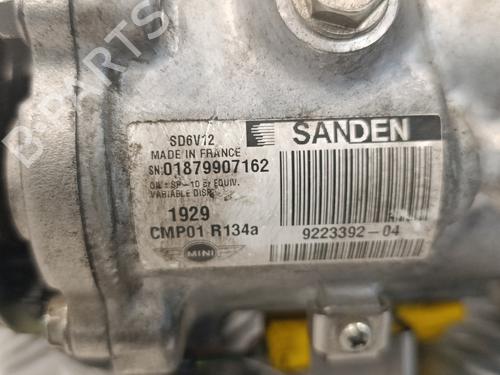 SD6V12
MADE IN FRANCE
SN:01879907162
OIL : SP-10 or EQUIV.
VARIABLE DISP.
1929
CMP01 R134a
MINI
SANDEN
9223392-04
B-PARTS